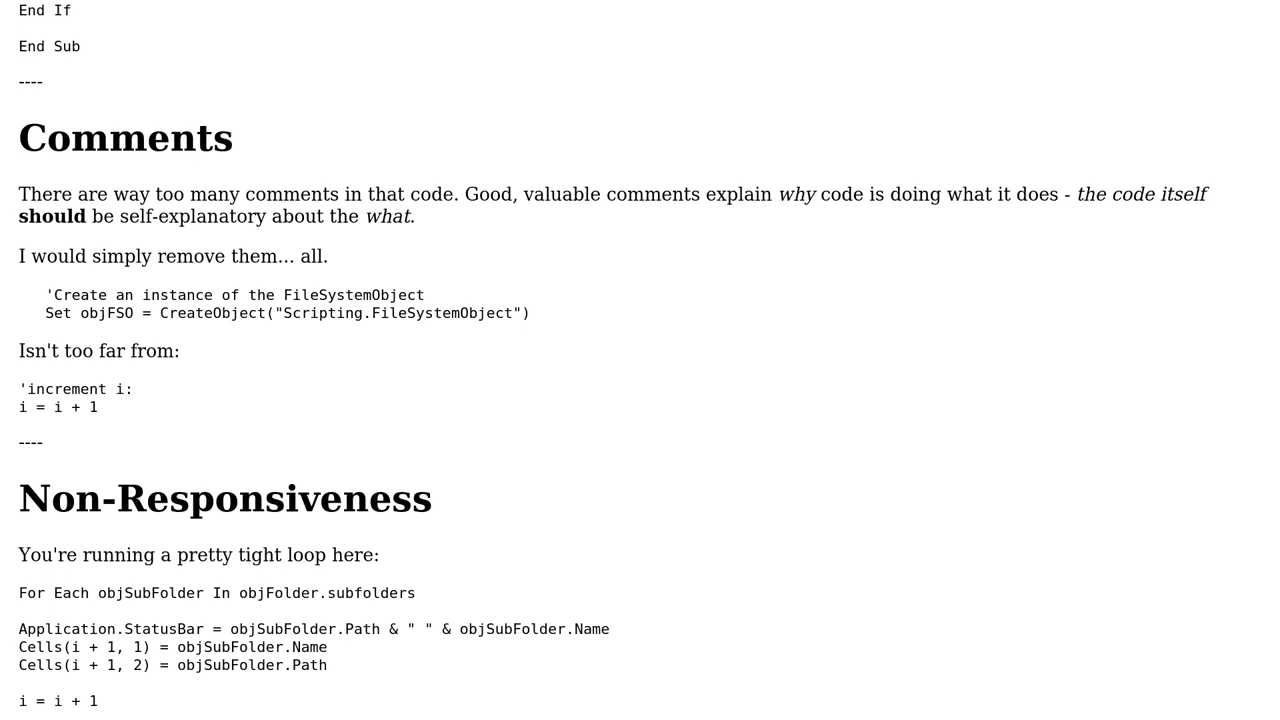 End If
End Sub
----
Comments
There are way too many comments in that code. Good, valuable comments explain why code is doing what it does - the code itself
should be self-explanatory about the what.
I would simply remove them... all.
'Create an instance of the FileSystemObject
Set objFSO = CreateObject("Scripting.FileSystemObject")
Isn't too far from:
'increment i:
i = i + 1
----
Non-Responsiveness
You're running a pretty tight loop here:
For Each objSubFolder In objFolder.subfolders
Application.StatusBar = objSubFolder.Path & " " & objSubFolder.Name
Cells(i + 1, 1) = objSubFolder.Name
Cells(i + 1, 2) = objSubFolder.Path
i = i + 1